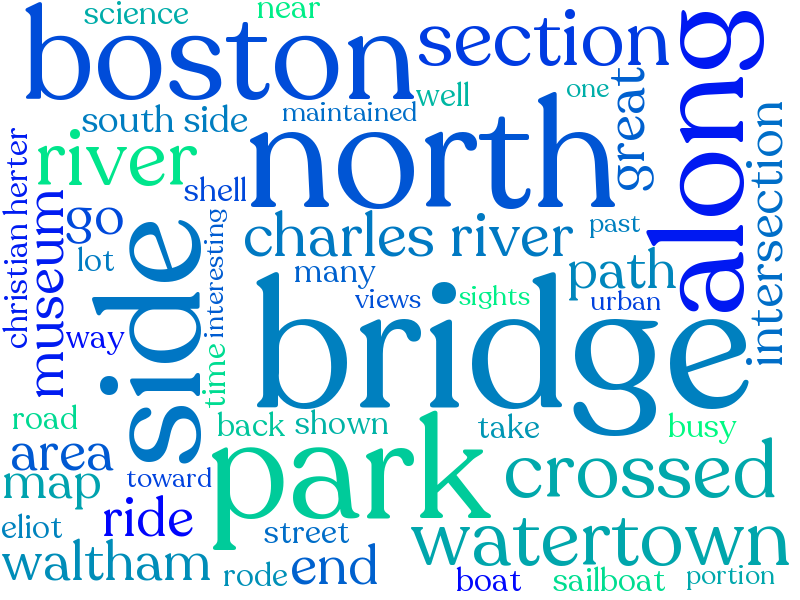 science
near
boston
section
along
well
one
great
south side
maintained
north
river
shell
intersection
christian herter
museum
go
side
interesting
charles river
past
path
lot
many
views
sights
urban
way
bridge
time
road
back
shown
take
busy
area
park
crossed
map
toward
ride
eliot
street
watertown
waltham
rode
end
boat
sailboat
portion